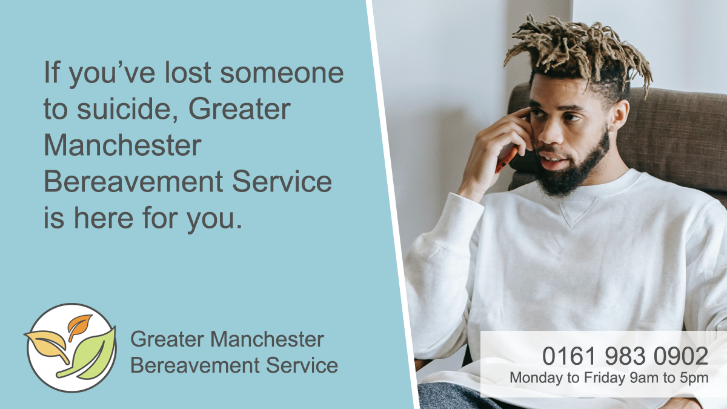 If you’ve lost someone
to suicide, Greater
Manchester
Bereavement Service
is here for you.
Greater Manchester
Bereavement Service
0161 983 0902
Monday to Friday 9am to 5pm